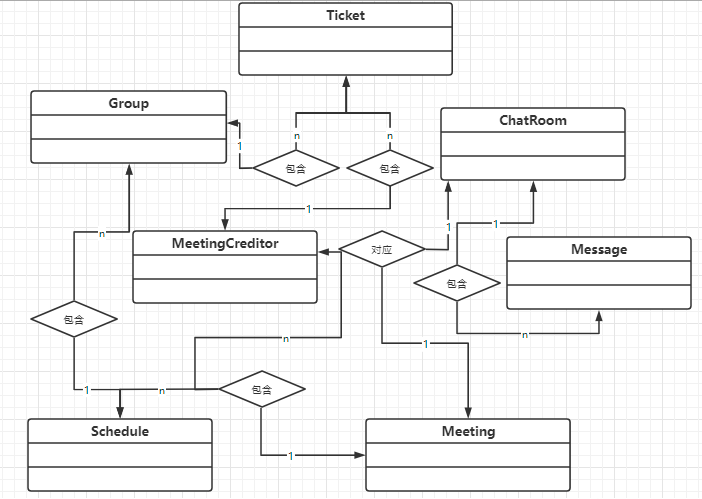 Ticket
Group
ChatRoom
n
n
1
包含
包含
1
1
1
n
MeetingCreditor
对应
Message
包含
包含
n
1
n
1
n
包含
Schedule
Meeting
1